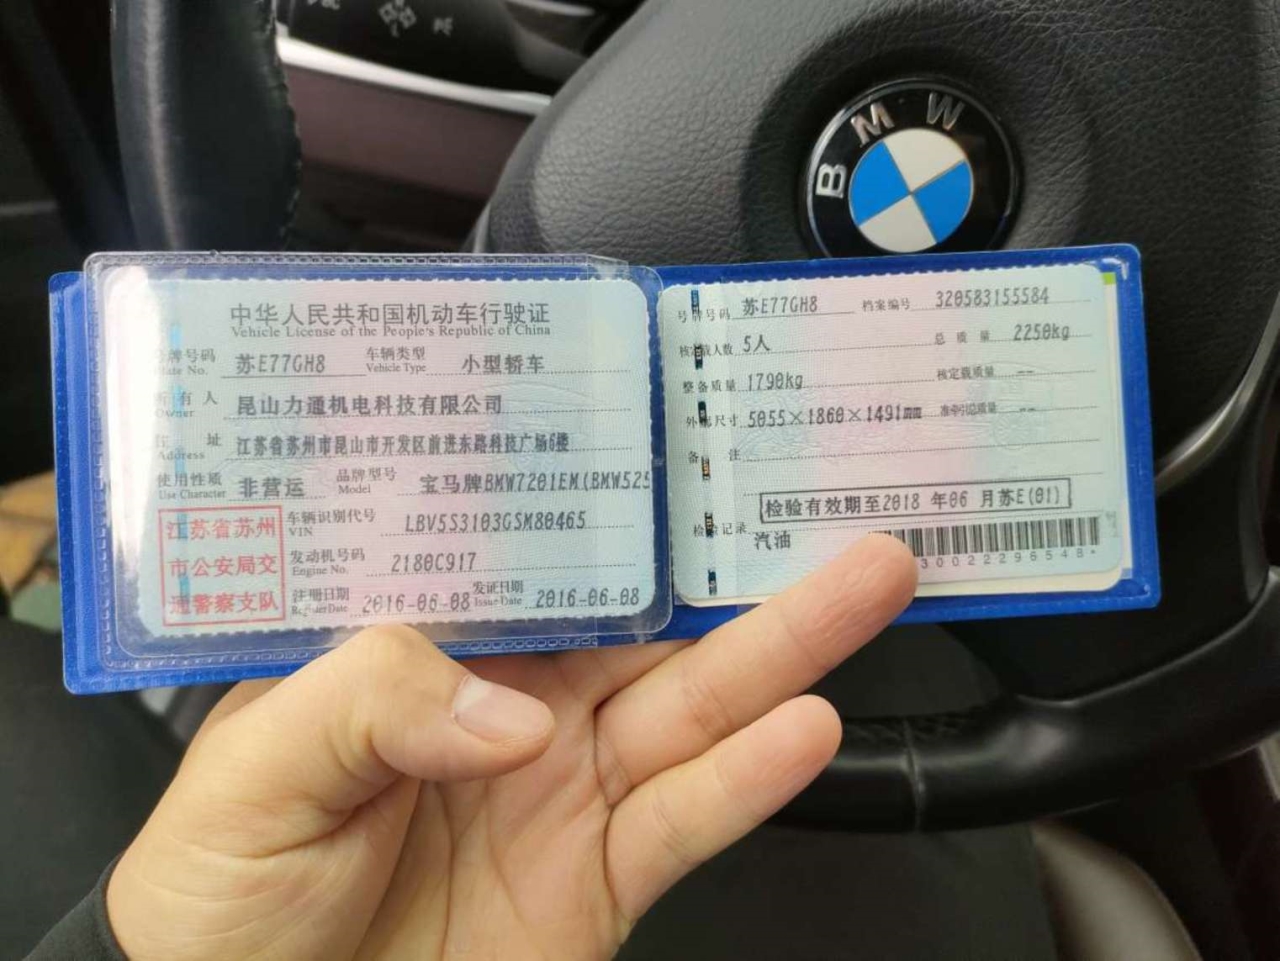 BMW
中华人民共和国机动车行驶证
Vehicle License of the People's Republic of China
号牌号码 苏E77GH8 车辆类型 小型轿车
Plate No. Vehicle Type
所有人 昆山力通机电科技有限公司
Owner
住 址 江苏省苏州市昆山市开发区前进东路科技广场6楼
Address
使用性质 非营运 品牌型号 宝马牌BMW7201EM(BMW525
Use Character Model
江苏省苏州
市公安局交
通警察支队
车辆识别代号 LBV5S3103GSM80465
VIN
发动机号码 2180C917
Engine No.
注册日期 2016-06-08 发证日期 2016-06-08
Register Date Issue Date
号牌号码 苏E77GH8 档案编号 320583155584
核定载人数 5人 总质量 2250kg
整备质量 1790kg 核定载质量 --
外廓尺寸 5055×1860×1491mm 准牵引总质量 --
备 注
检验有效期至2018 年06 月苏E(01)
检验记录
汽油
30022296548*